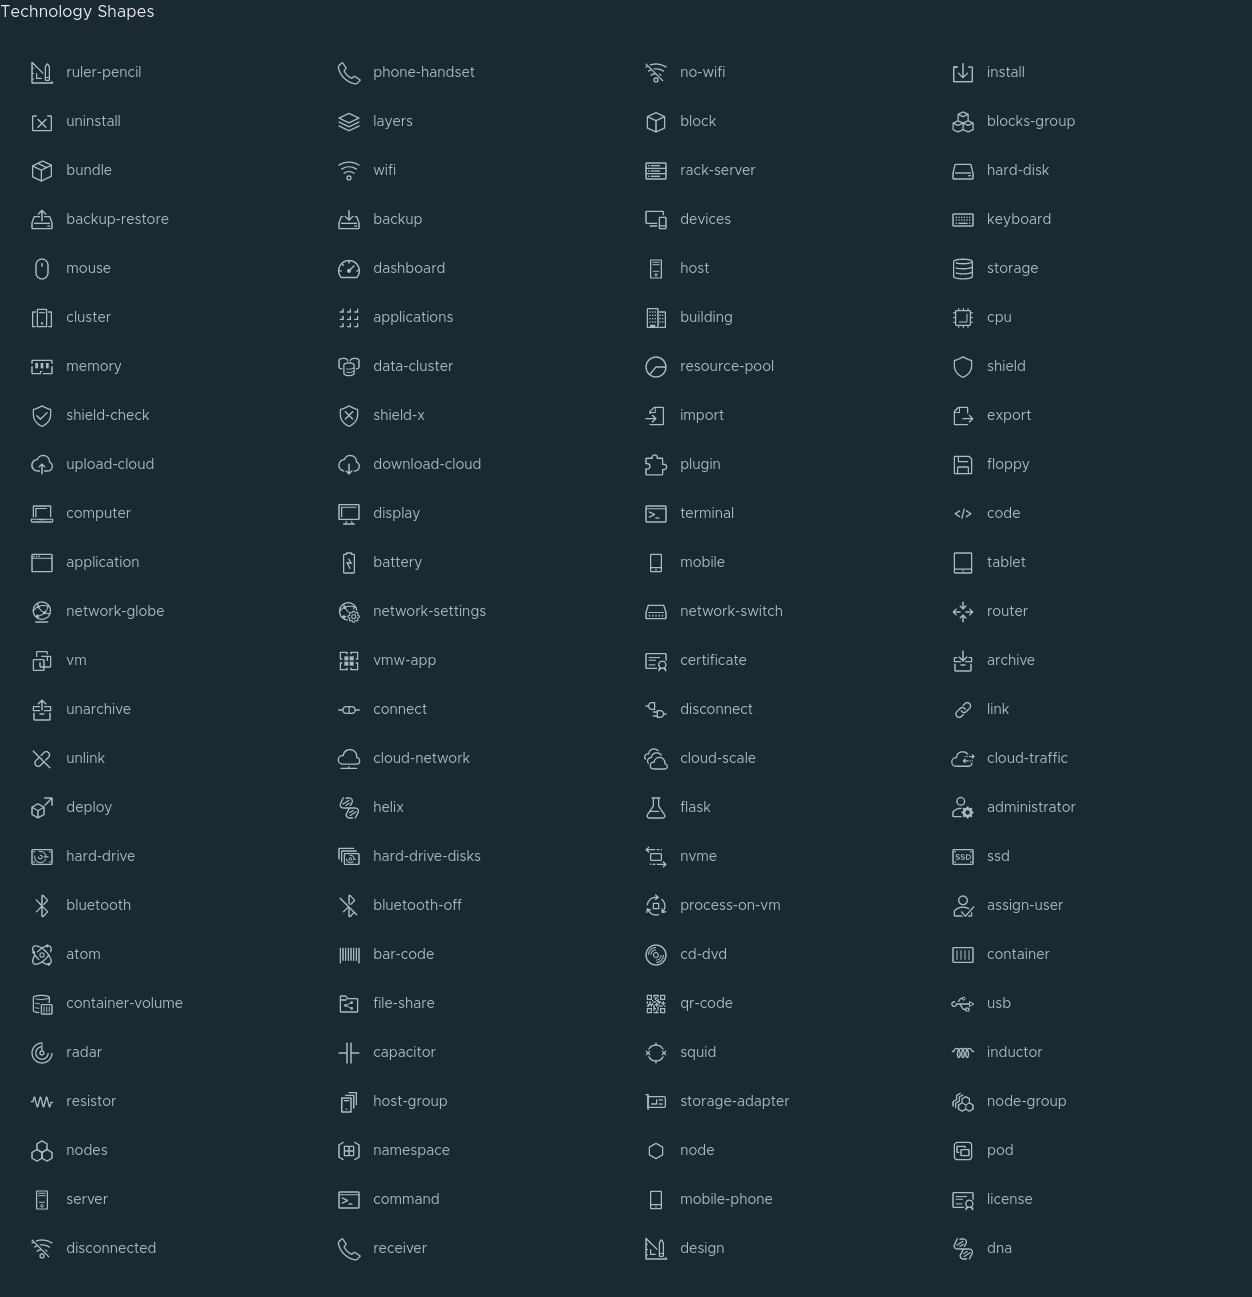 Technology Shapes
ruler-pencil phone-handset no-wifi install
uninstall layers block blocks-group
bundle wifi rack-server hard-disk
backup-restore backup devices keyboard
mouse dashboard host storage
cluster applications building cpu
memory data-cluster resource-pool shield
shield-check shield-x import export
upload-cloud download-cloud plugin floppy
computer display terminal code
application battery mobile tablet
network-globe network-settings network-switch router
vm vmw-app certificate archive
unarchive connect disconnect link
unlink cloud-network cloud-scale cloud-traffic
deploy helix flask administrator
hard-drive hard-drive-disks nvme SSD ssd
bluetooth bluetooth-off process-on-vm assign-user
atom bar-code cd-dvd container
container-volume file-share qr-code usb
radar capacitor squid inductor
resistor host-group storage-adapter node-group
nodes namespace node pod
server command mobile-phone license
disconnected receiver design dna